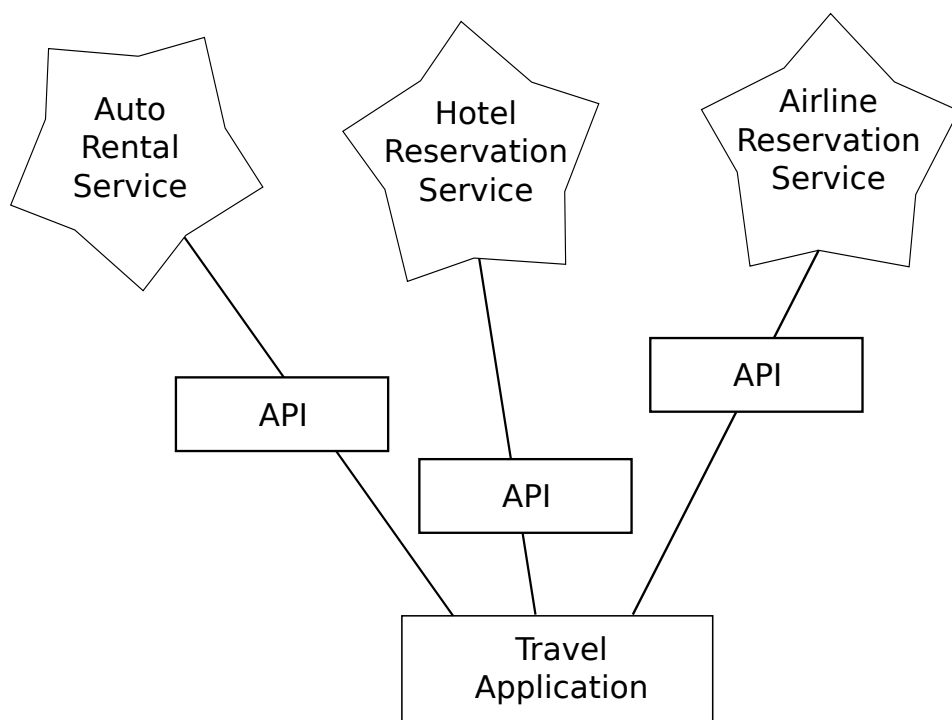 Auto
Rental
Service
Hotel
Reservation
Service
Airline
Reservation
Service
API
API
API
Travel
Application